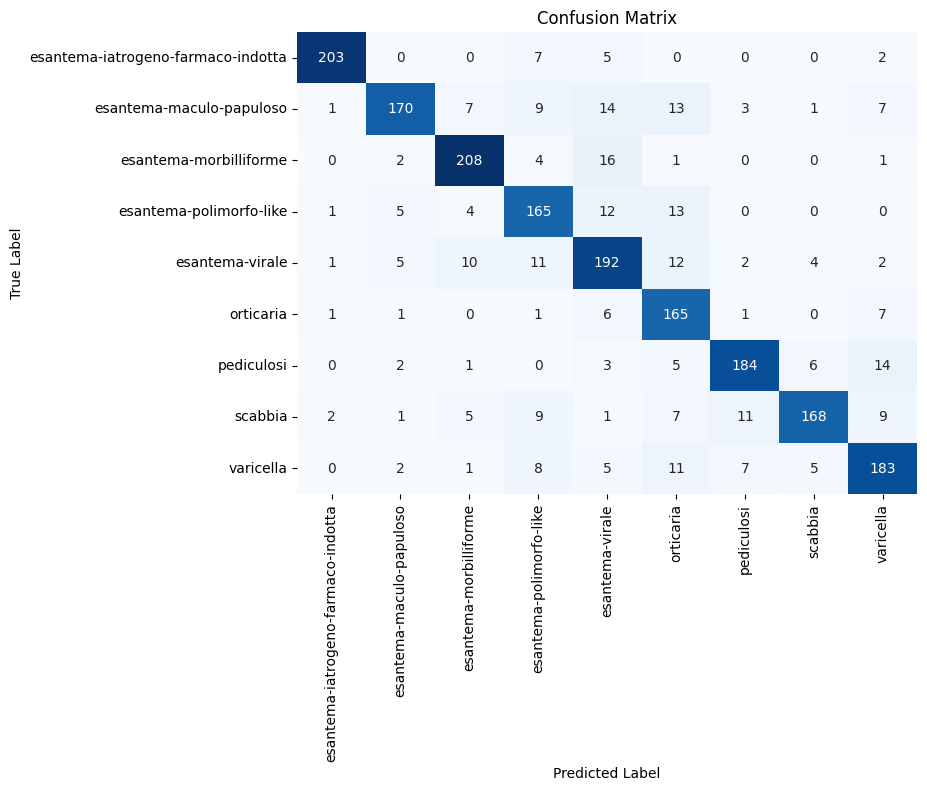 Confusion Matrix
True Label
esantema-iatrogeno-farmaco-indotta 203 0 0 7 5 0 0 0 2
esantema-maculo-papuloso 1 170 7 9 14 13 3 1 7
esantema-morbilliforme 0 2 208 4 16 1 0 0 1
esantema-polimorfo-like 1 5 4 165 12 13 0 0 0
esantema-virale 1 5 10 11 192 12 2 4 2
orticaria 1 1 0 1 6 165 1 0 7
pediculosi 0 2 1 0 3 5 184 6 14
scabbia 2 1 5 9 1 7 11 168 9
varicella 0 2 1 8 5 11 7 5 183
esantema-iatrogeno-farmaco-indotta
esantema-maculo-papuloso
esantema-morbilliforme
esantema-polimorfo-like
esantema-virale
orticaria
pediculosi
scabbia
varicella
Predicted Label